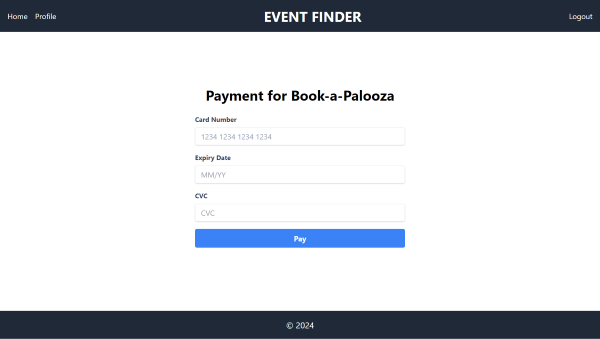 Home Profile EVENT FINDER Logout
Payment for Book-a-Palooza
Card Number
1234 1234 1234 1234
Expiry Date
MM/YY
CVC
CVC
Pay
© 2024